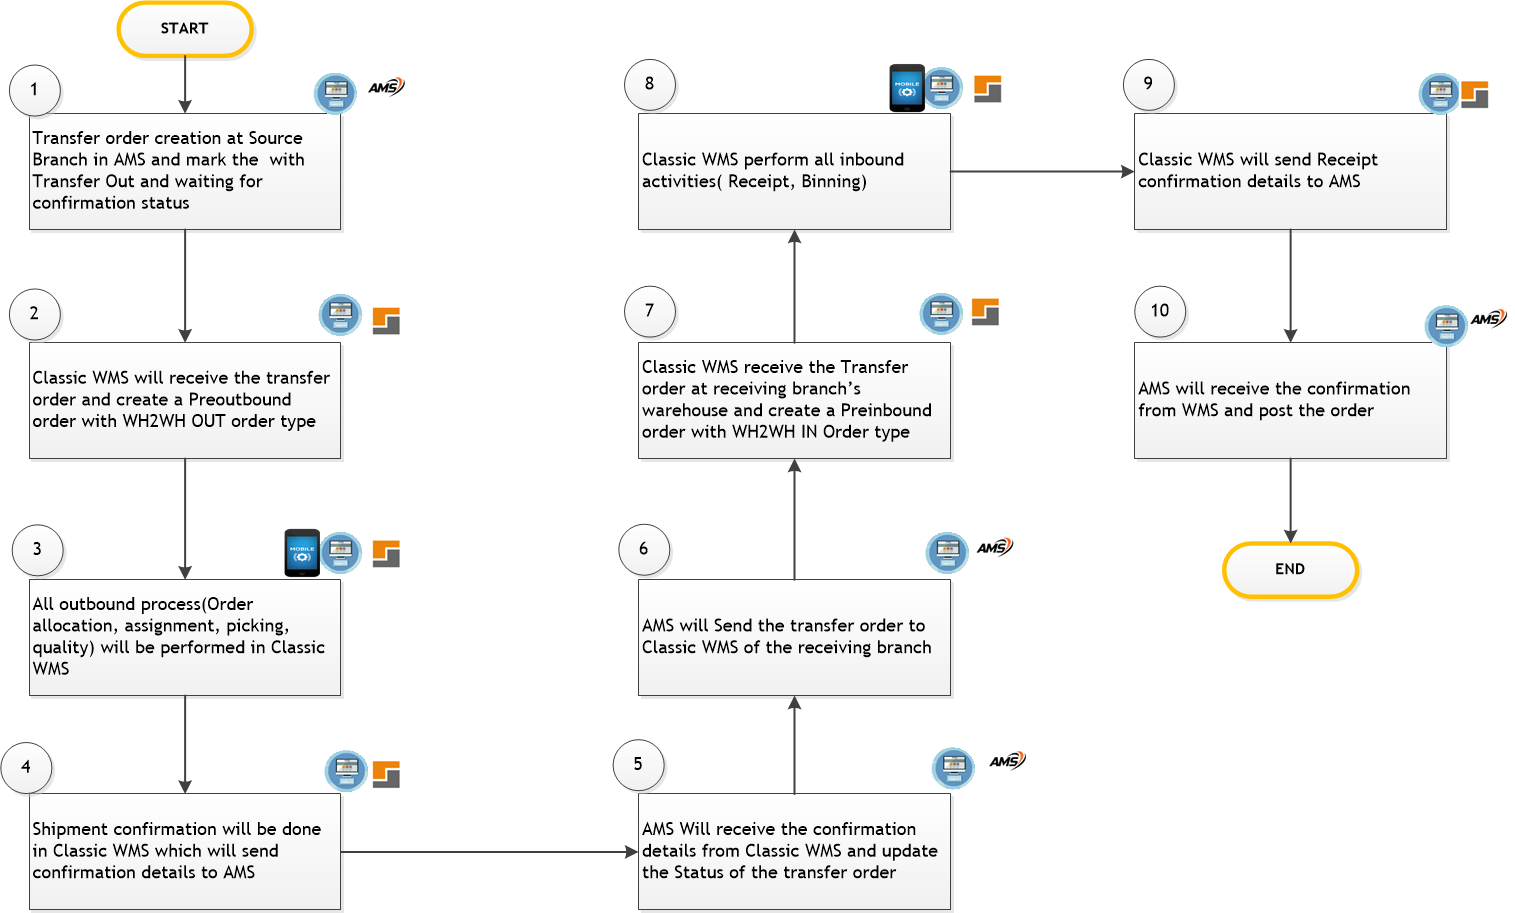 START
1
AMS
Transfer order creation at Source
Branch in AMS and mark the  with
Transfer Out and waiting for
confirmation status
2
Classic WMS will receive the transfer
order and create a Preoutbound
order with WH2WH OUT order type
3
MOBILE
All outbound process(Order
allocation, assignment, picking,
quality) will be performed in Classic
WMS
4
Shipment confirmation will be done
in Classic WMS which will send
confirmation details to AMS
5
AMS
AMS Will receive the confirmation
details from Classic WMS and update
the Status of the transfer order
6
AMS
AMS will Send the transfer order to
Classic WMS of the receiving branch
7
Classic WMS receive the Transfer
order at receiving branch’s
warehouse and create a Preinbound
order with WH2WH IN Order type
8
MOBILE
Classic WMS perform all inbound
activities( Receipt, Binning)
9
Classic WMS will send Receipt
confirmation details to AMS
10
AMS
AMS will receive the confirmation
from WMS and post the order
END